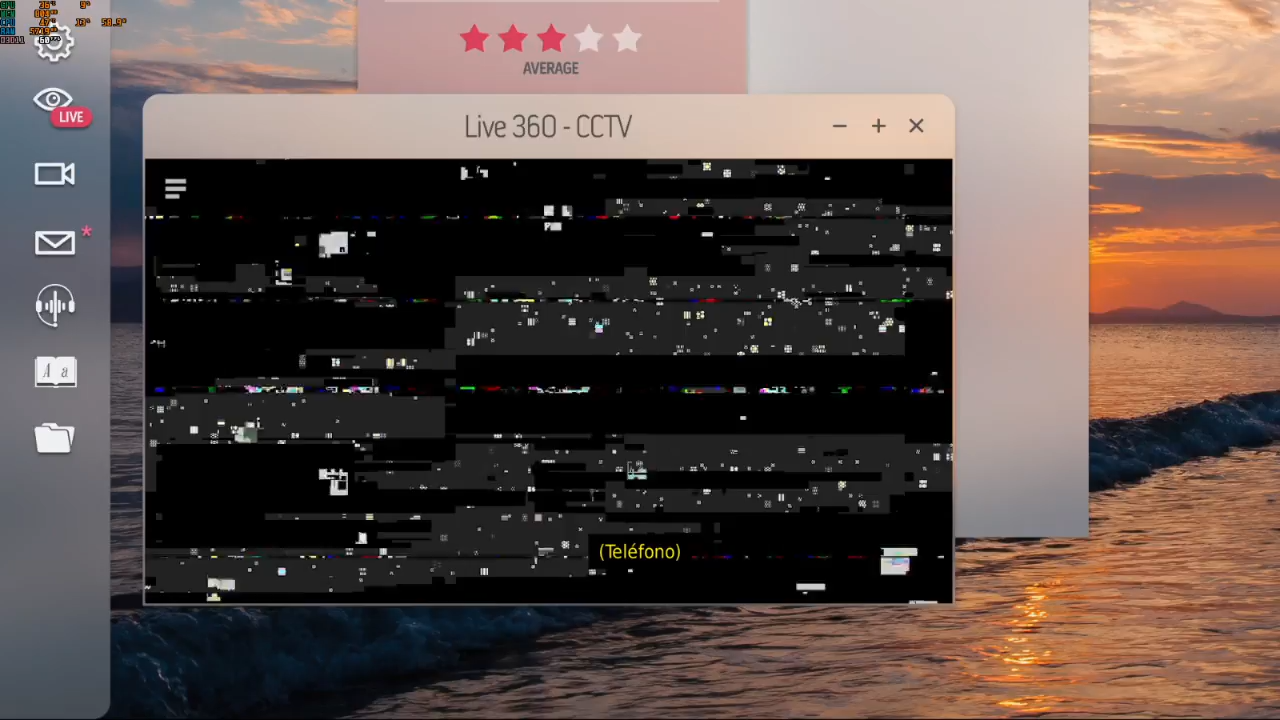 AVERAGE
LIVE
Live 360 - CCTV
A a
(Teléfono)